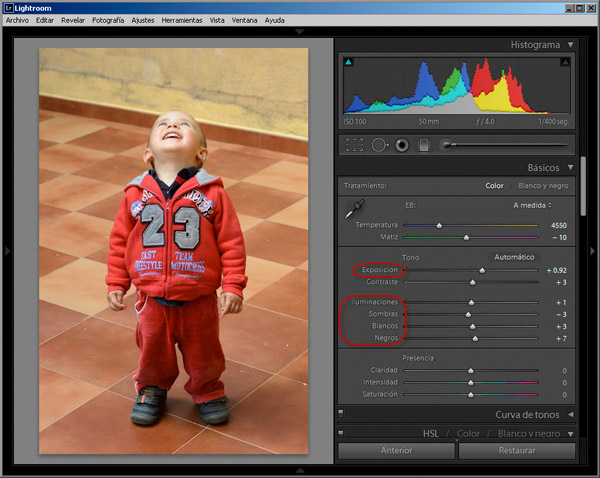 Lr Lightroom
Archivo Editar Revelar Fotografía Ajustes Herramientas Vista Ventana Ayuda
Histograma
ISO 100 50 mm ƒ / 4.0 1/400 seg.
Básicos
Tratamiento: Color Blanco y negro
EB: A medida
Temperatura 4550
Matiz − 10
Tono Automático
Exposición + 0.92
Contraste + 3
Iluminaciones + 1
Sombras − 3
Blancos + 3
Negros + 7
Presencia
Claridad 0
Intensidad 0
Saturación 0
Curva de tonos
HSL / Color / Blanco y negro
Anterior Restaurar
23
FAST TEAM
FREESTYLE MOTOCROSS